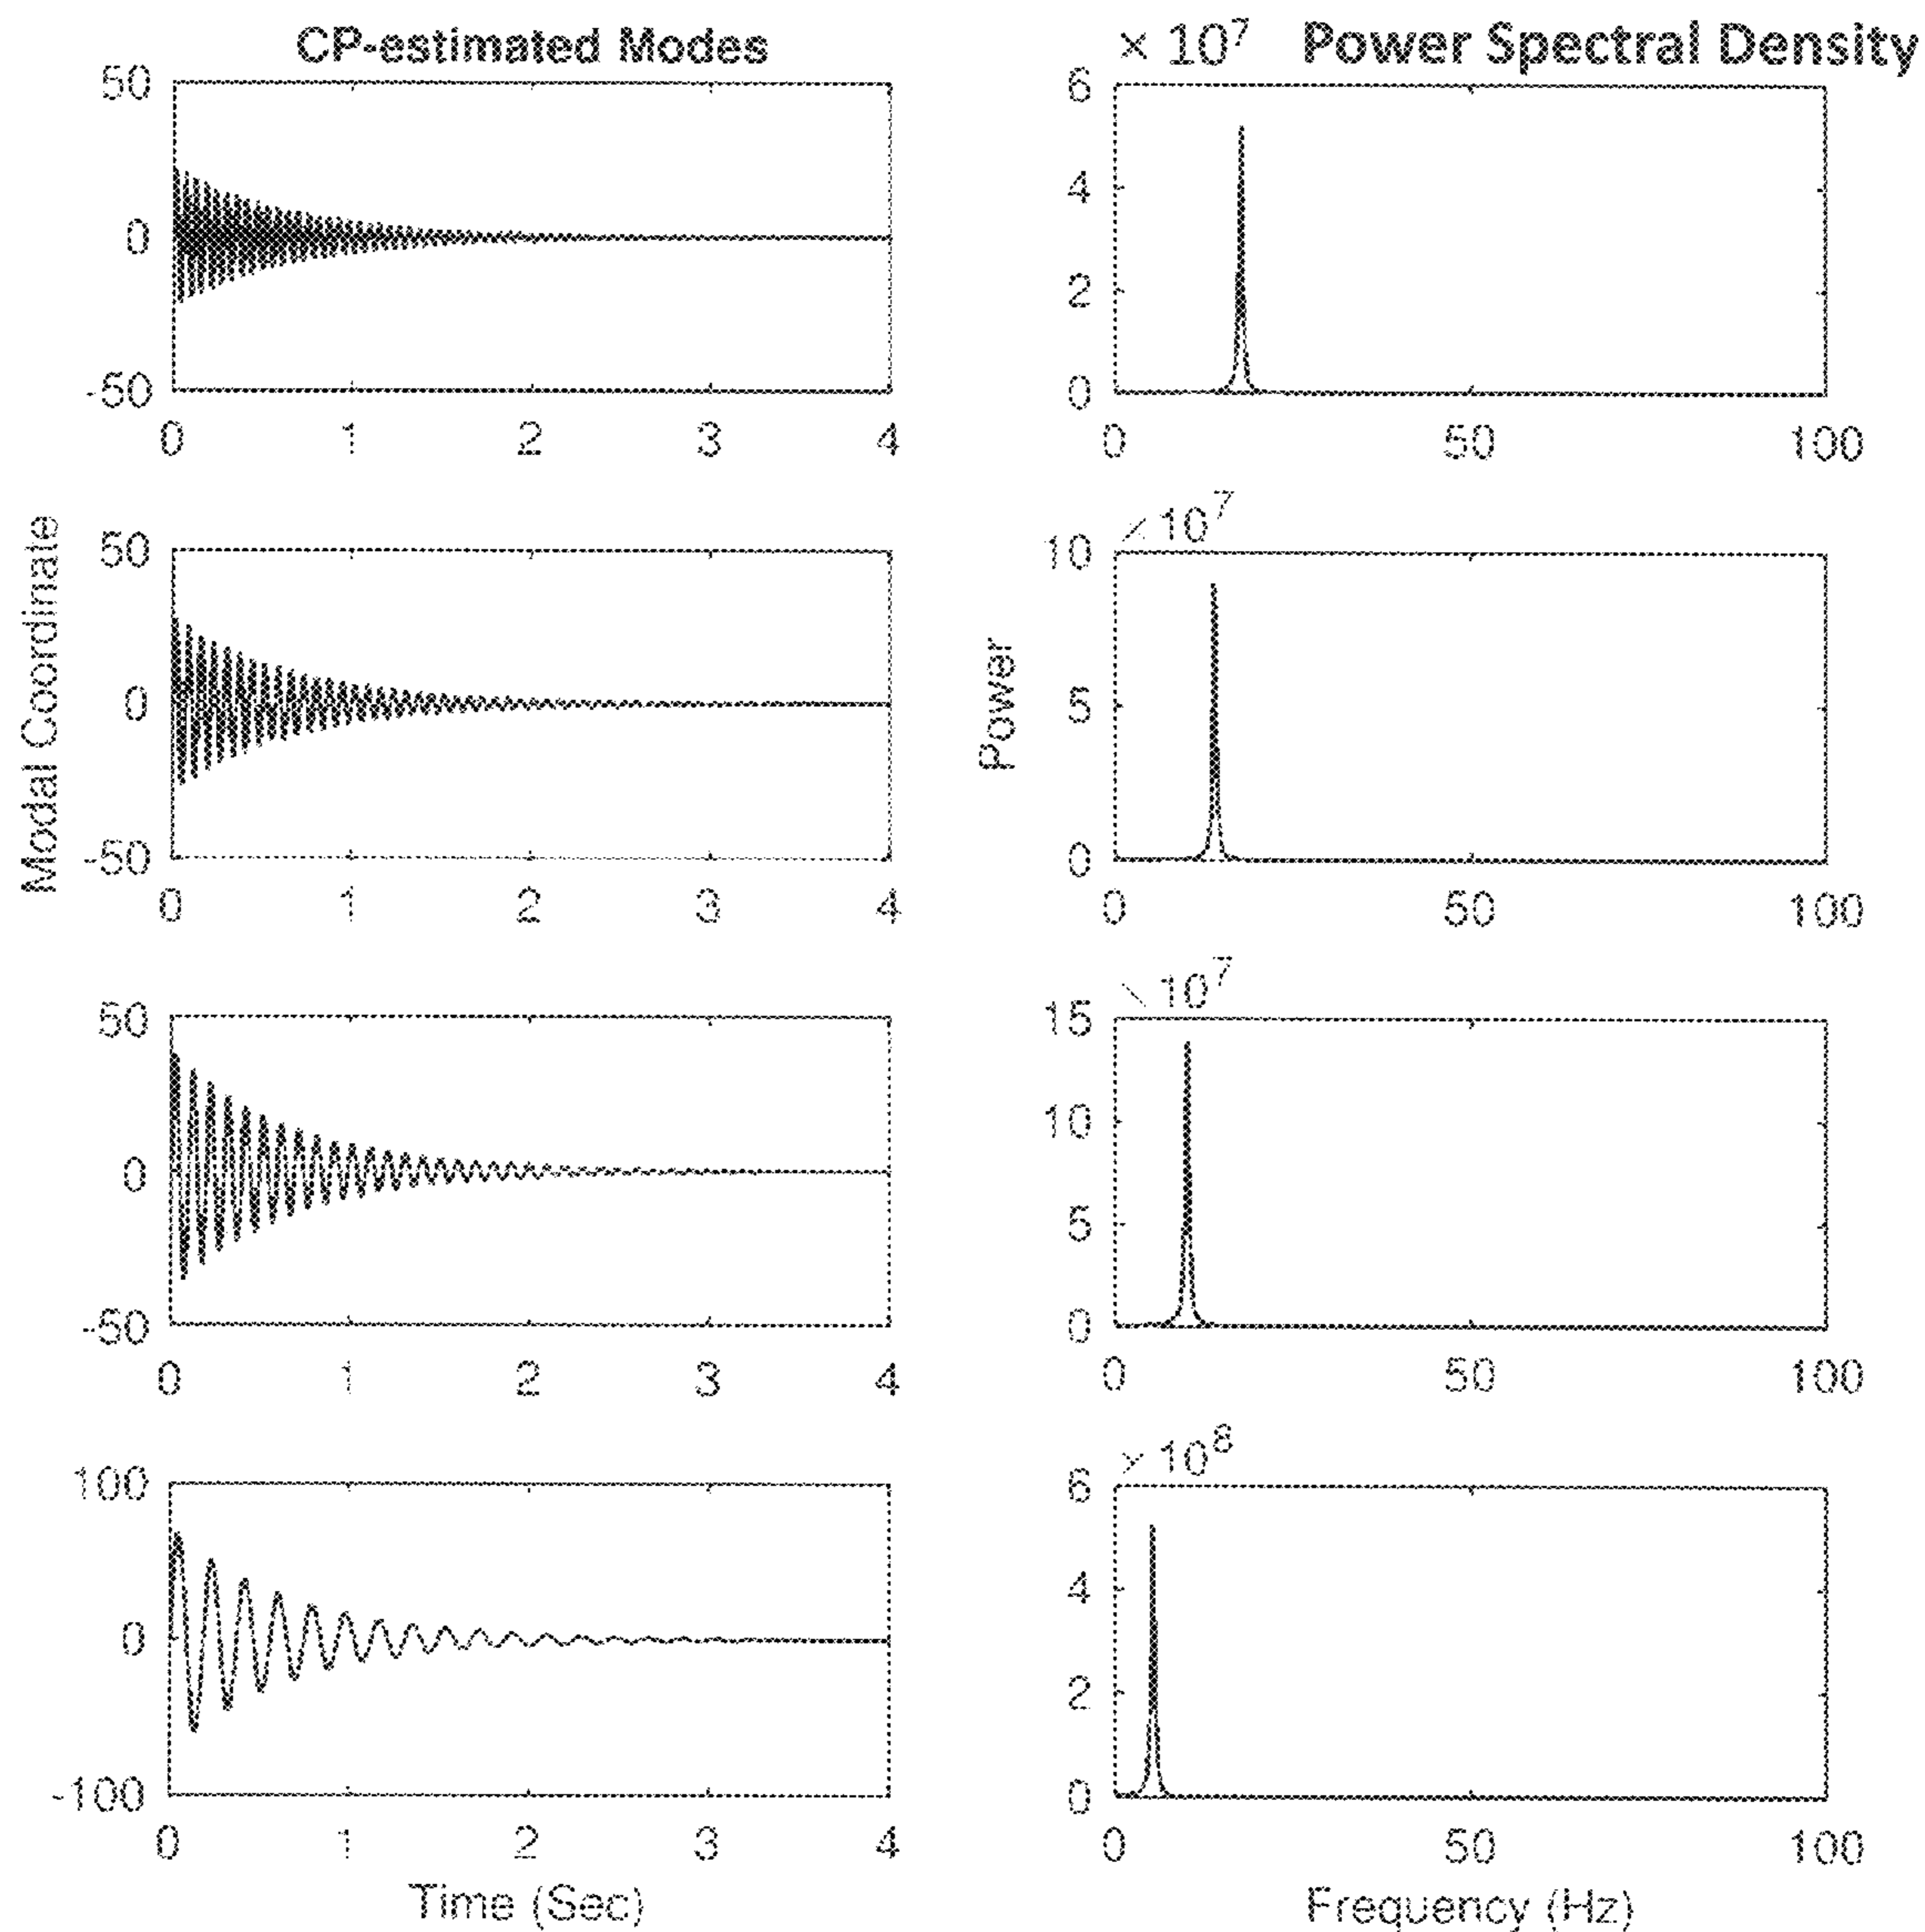 CP-estimated Modes
× 10^7 Power Spectral Density
50
0
-50
0 1 2 3 4
6
4
2
0
0 50 100
Modal Coordinate
50
0
-50
0 1 2 3 4
×10^7
Power
10
5
0
0 50 100
50
0
-50
0 1 2 3 4
10^7
15
10
5
0
0 50 100
100
0
-100
0 1 2 3 4
Time (Sec)
× 10^8
6
4
2
0
0 50 100
Frequency (Hz)